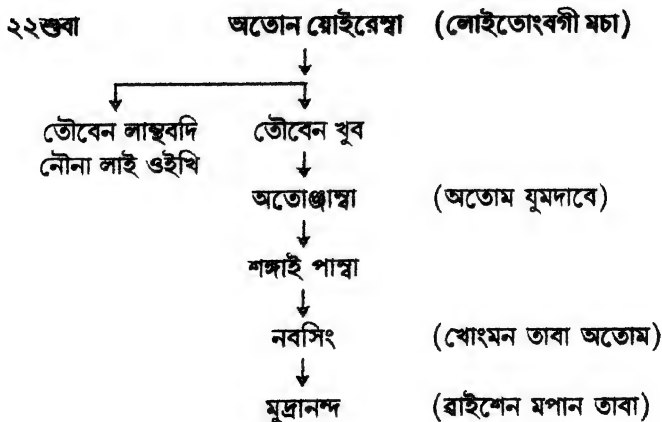 ২২শুবা অতোন য়োইরেম্বা (লোইতোংবগী মচা)
তৌবেন লান্থবদি তৌবেন খুব
নৌনা লাই ওইখি
অতোঞাম্বা (অতোম যুমদাবে)
শঙ্গাই পাম্বা
নবসিং (খোংমন তাবা অতোম)
মুদ্রানন্দ (ৱাইশেন মপান তাবা)